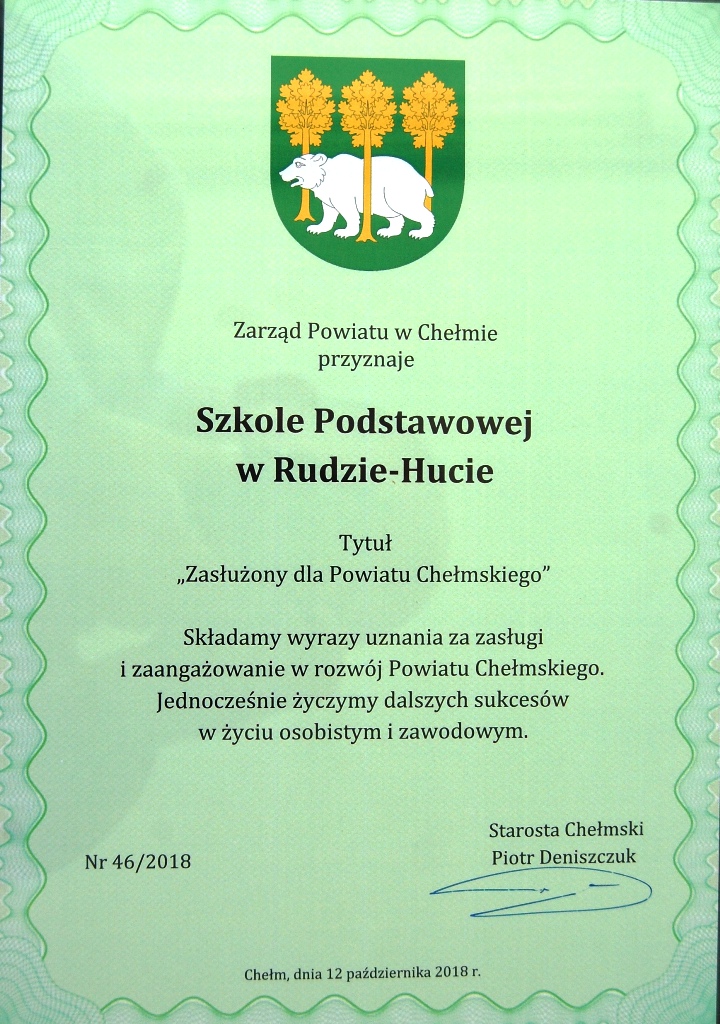 Zarząd Powiatu w Chełmie
przyznaje
Szkole Podstawowej
w Rudzie-Hucie
Tytuł
„Zasłużony dla Powiatu Chełmskiego”
Składamy wyrazy uznania za zasługi
i zaangażowanie w rozwój Powiatu Chełmskiego.
Jednocześnie życzymy dalszych sukcesów
w życiu osobistym i zawodowym.
Starosta Chełmski
Piotr Deniszczuk
Nr 46/2018
Chełm, dnia 12 października 2018 r.